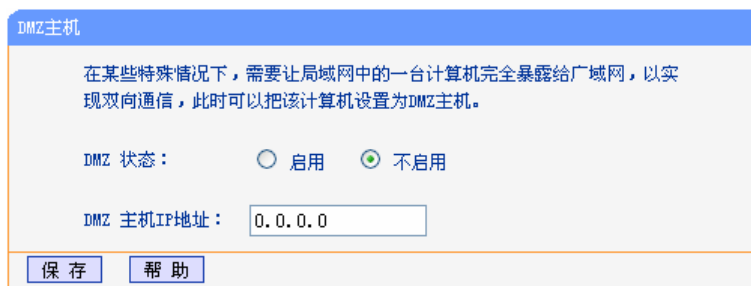 DMZ主机
在某些特殊情况下，需要让局域网中的一台计算机完全暴露给广域网，以实
现双向通信，此时可以把该计算机设置为DMZ主机。
DMZ 状态： 启用 不启用
DMZ 主机IP地址： 0.0.0.0
保 存 帮 助